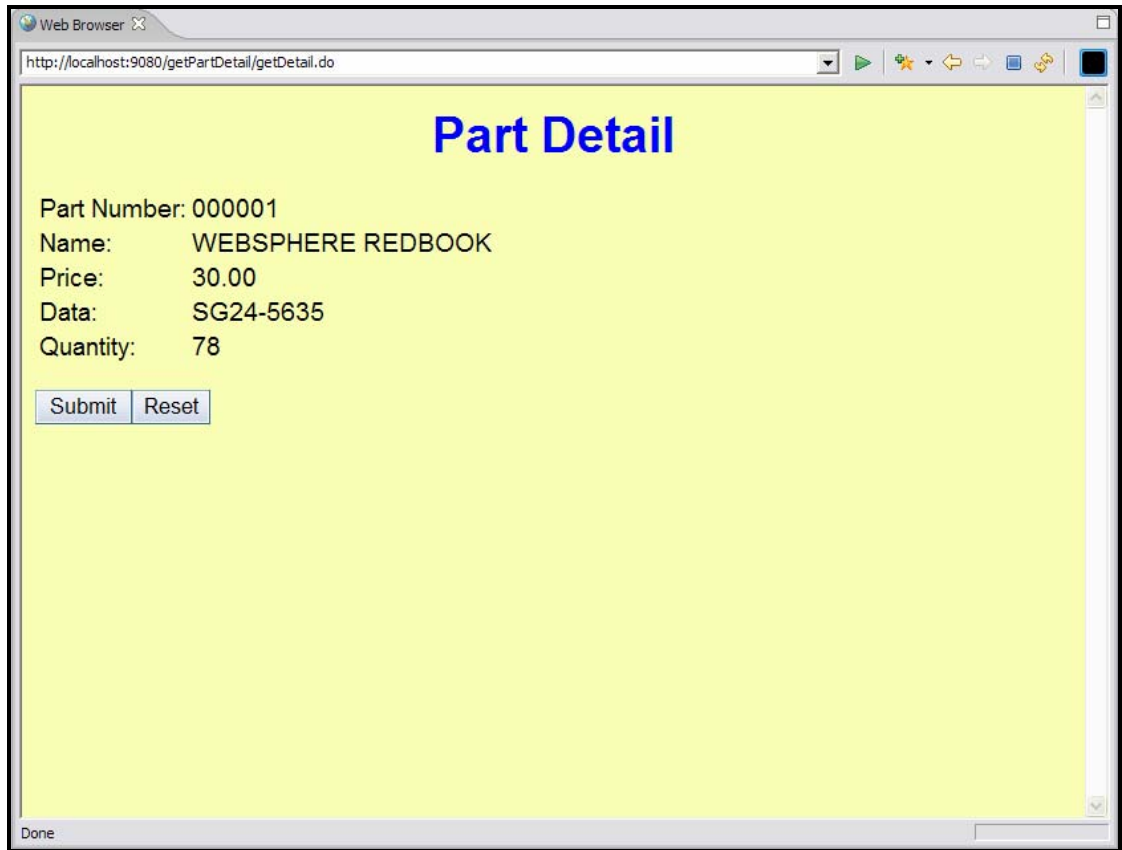 Web Browser
http://localhost:9080/getPartDetail/getDetail.do
Part Detail
Part Number: 000001
Name: WEBSPHERE REDBOOK
Price: 30.00
Data: SG24-5635
Quantity: 78
Submit Reset
Done